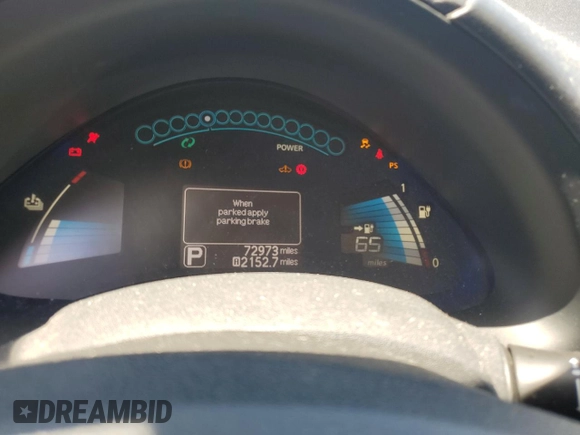 POWER
PS
When
parked apply
parking brake
1
P
72973 miles
A 2152.7 miles
65
miles
0
DREAMBID